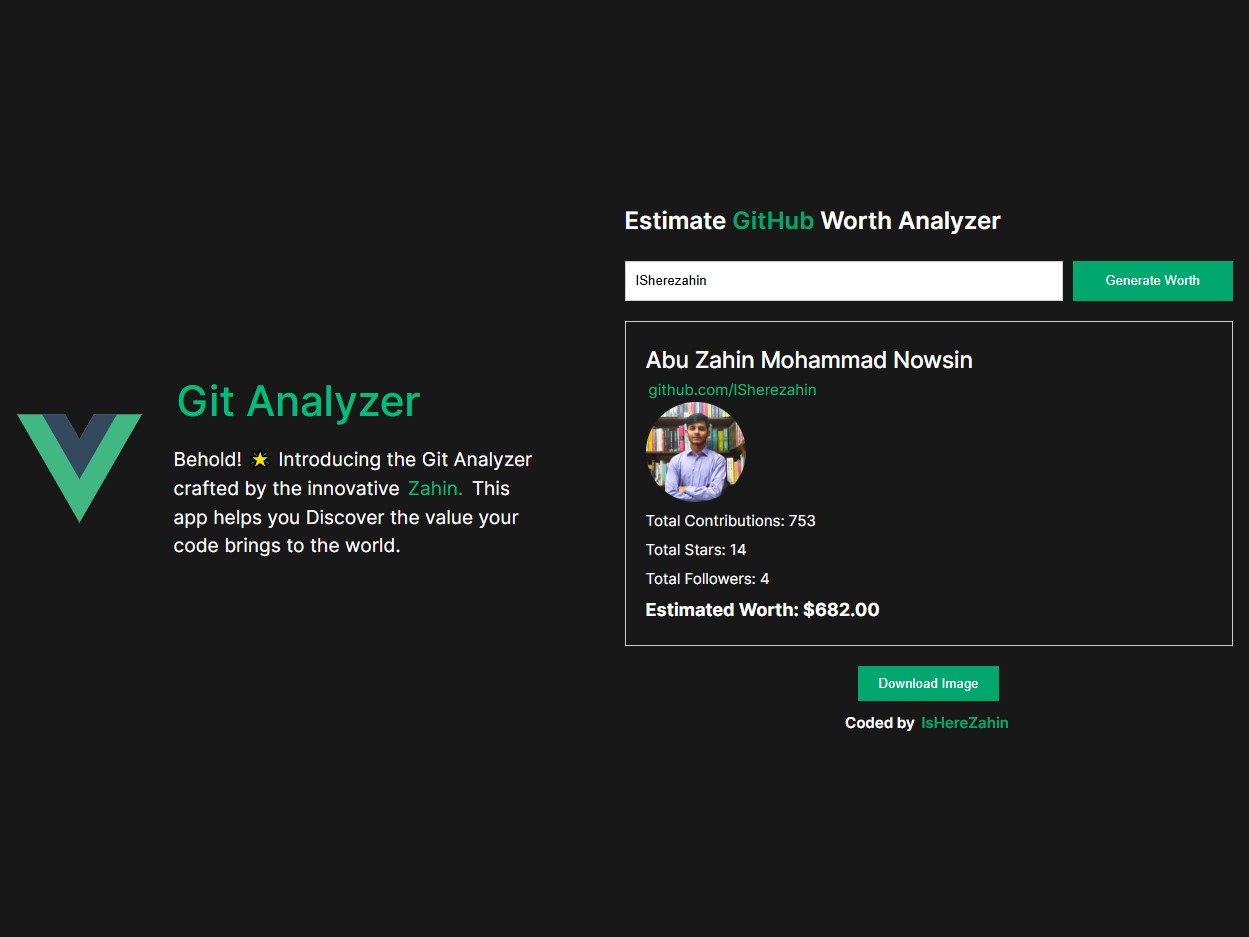 Git Analyzer
Behold! 🌟 Introducing the Git Analyzer
crafted by the innovative Zahin. This
app helps you Discover the value your
code brings to the world.
Estimate GitHub Worth Analyzer
ISherezahin
Generate Worth
Abu Zahin Mohammad Nowsin
github.com/ISherezahin
Total Contributions: 753
Total Stars: 14
Total Followers: 4
Estimated Worth: $682.00
Download Image
Coded by IsHereZahin